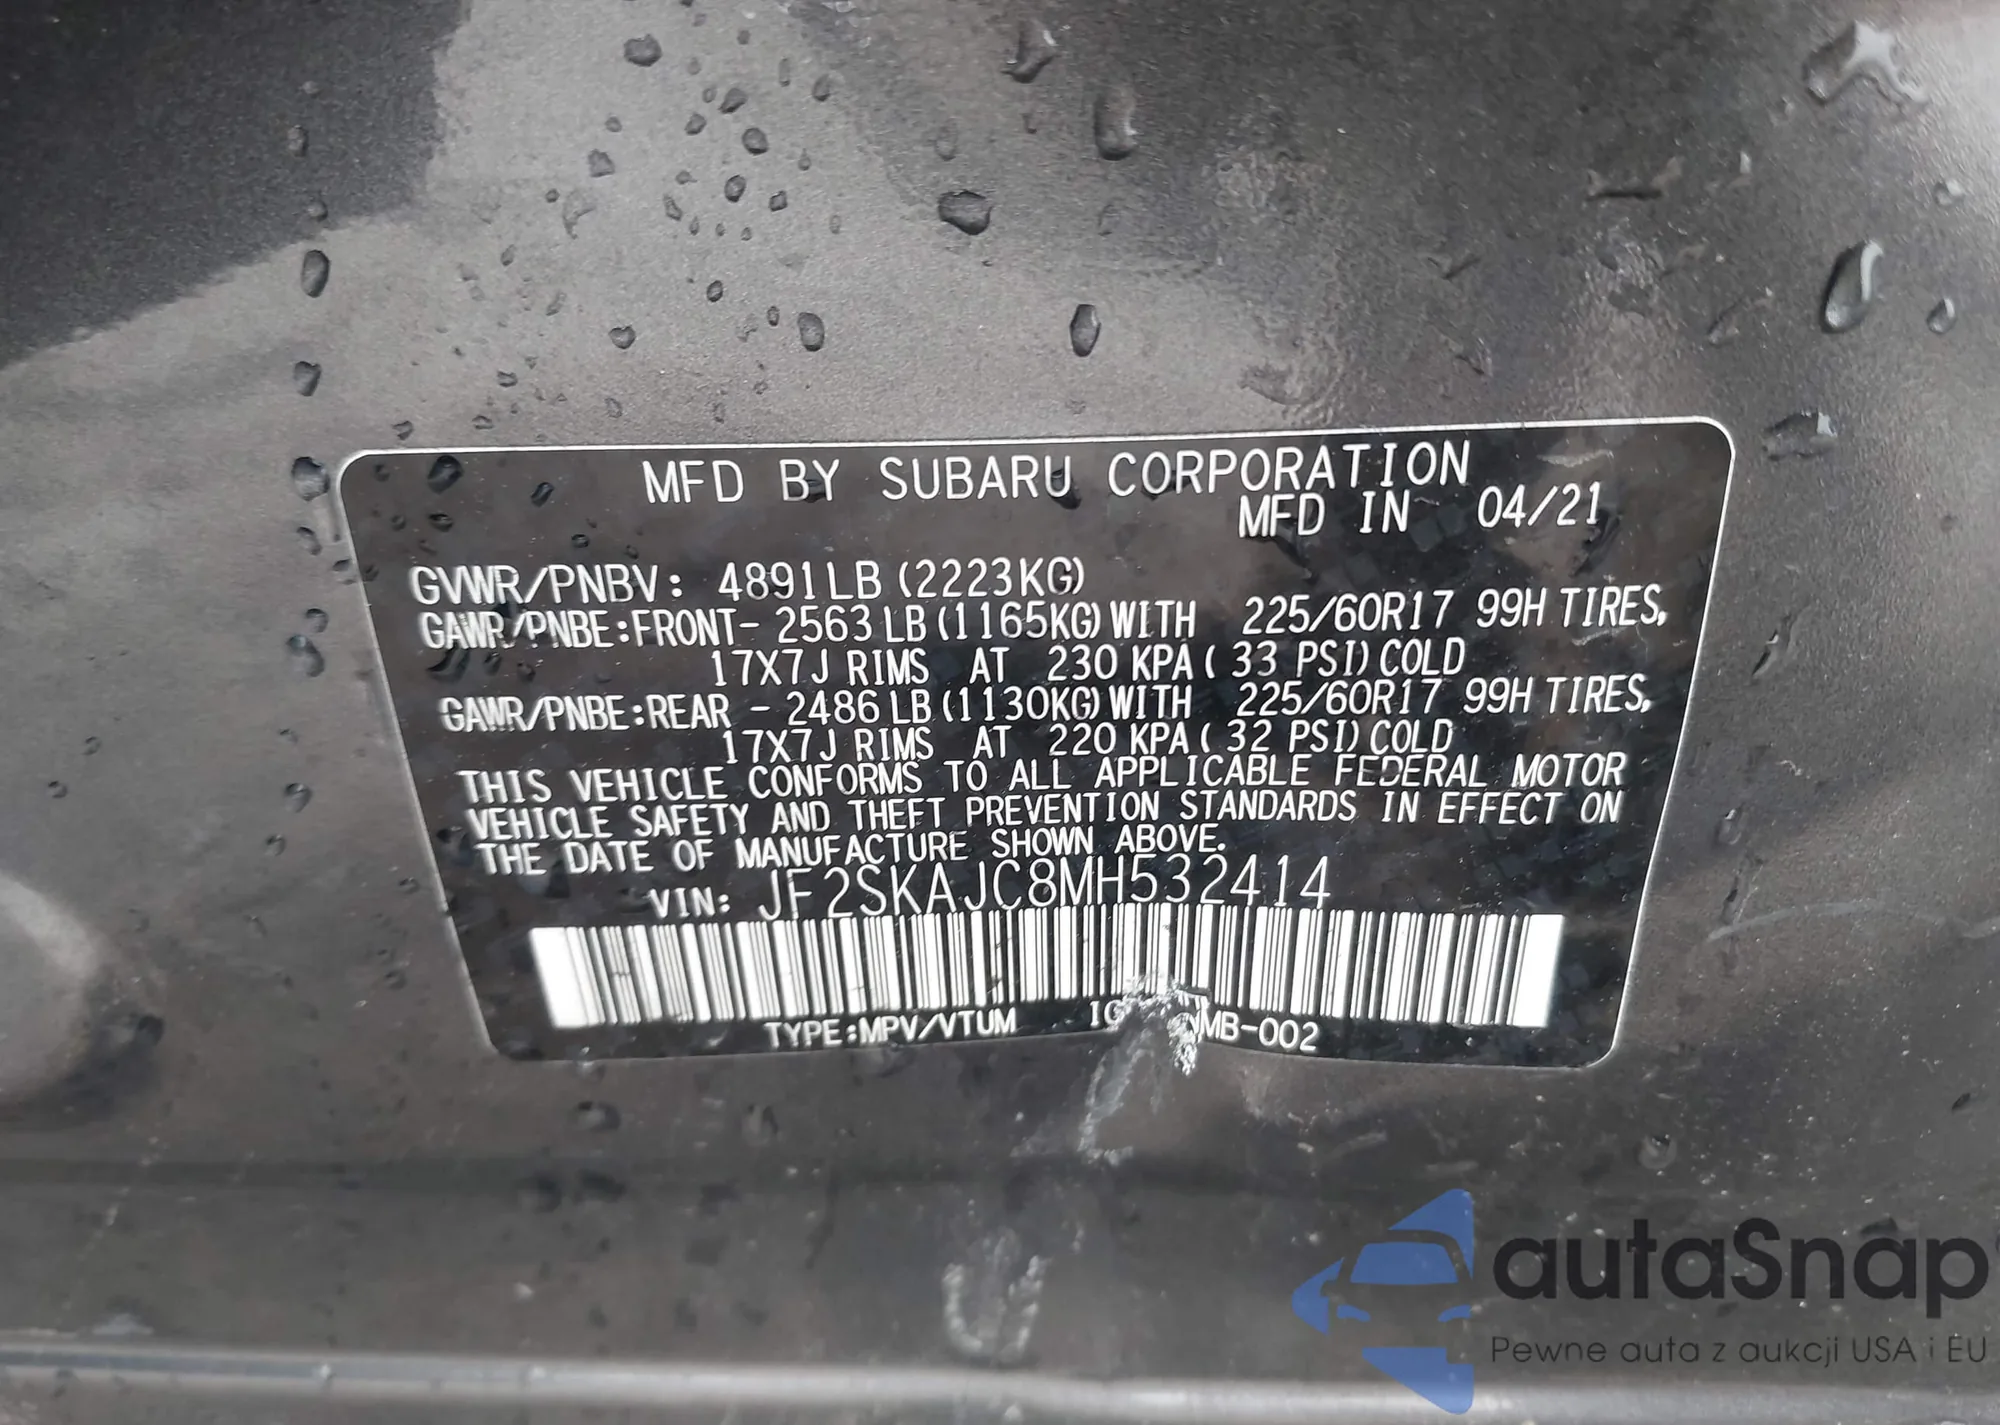 MFD BY SUBARU CORPORATION
MFD IN 04/21
GVWR/PNBV: 4891LB (2223KG)
GAWR/PNBE:FRONT- 2563 LB (1165KG) WITH 225/60R17 99H TIRES,
17X7J RIMS AT 230 KPA ( 33 PSI) COLD
GAWR/PNBE:REAR - 2486 LB (1130KG) WITH 225/60R17 99H TIRES,
17X7J RIMS AT 220 KPA ( 32 PSI) COLD
THIS VEHICLE CONFORMS TO ALL APPLICABLE FEDERAL MOTOR
VEHICLE SAFETY AND THEFT PREVENTION STANDARDS IN EFFECT ON
THE DATE OF MANUFACTURE SHOWN ABOVE.
VIN: JF2SKAJC8MH532414
TYPE:MPV/VTUM MB-002
autaSnap
Pewne auta z aukcji USA i EU